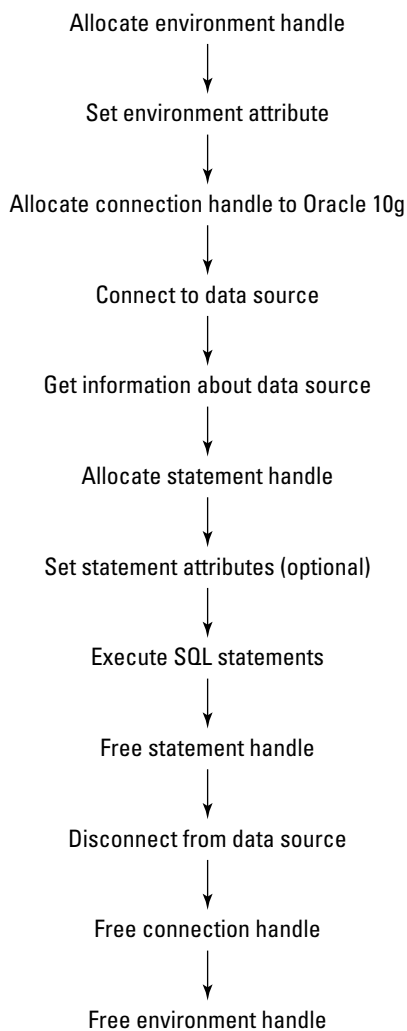 Allocate environment handle
Set environment attribute
Allocate connection handle to Oracle 10g
Connect to data source
Get information about data source
Allocate statement handle
Set statement attributes (optional)
Execute SQL statements
Free statement handle
Disconnect from data source
Free connection handle
Free environment handle